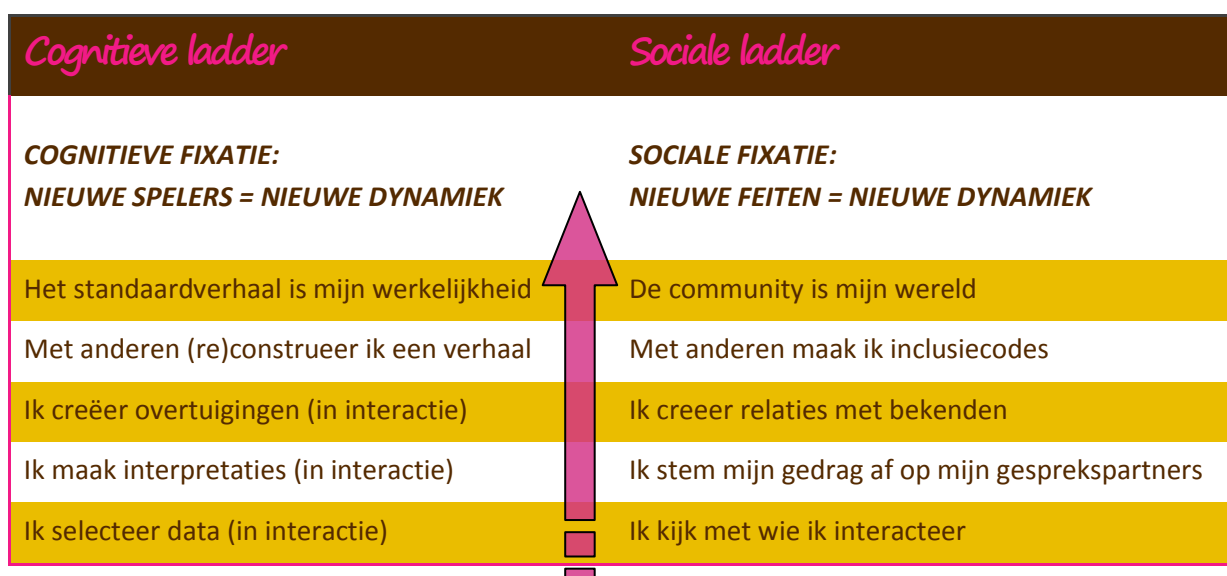 Cognitieve ladder
Sociale ladder
COGNITIEVE FIXATIE:
NIEUWE SPELERS = NIEUWE DYNAMIEK
SOCIALE FIXATIE:
NIEUWE FEITEN = NIEUWE DYNAMIEK
Het standaardverhaal is mijn werkelijkheid
De community is mijn wereld
Met anderen (re)construeer ik een verhaal
Met anderen maak ik inclusiecodes
Ik creëer overtuigingen (in interactie)
Ik creeer relaties met bekenden
Ik maak interpretaties (in interactie)
Ik stem mijn gedrag af op mijn gesprekspartners
Ik selecteer data (in interactie)
Ik kijk met wie ik interacteer